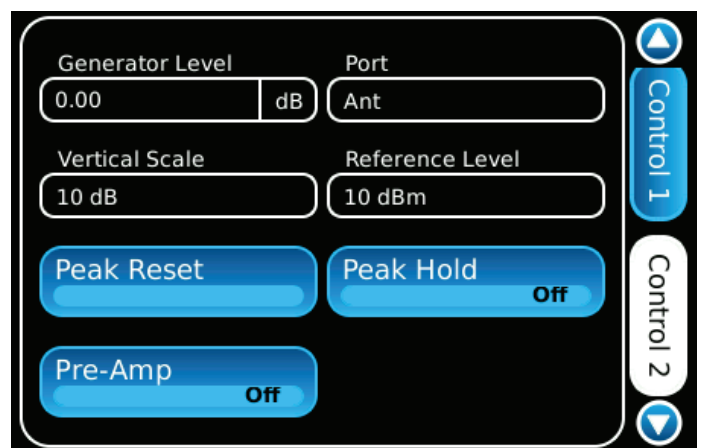 Generator Level
Port
0.00
dB
Ant
Vertical Scale
Reference Level
10 dB
10 dBm
Peak Reset
Peak Hold
Off
Pre-Amp
Off
Control 1
Control 2